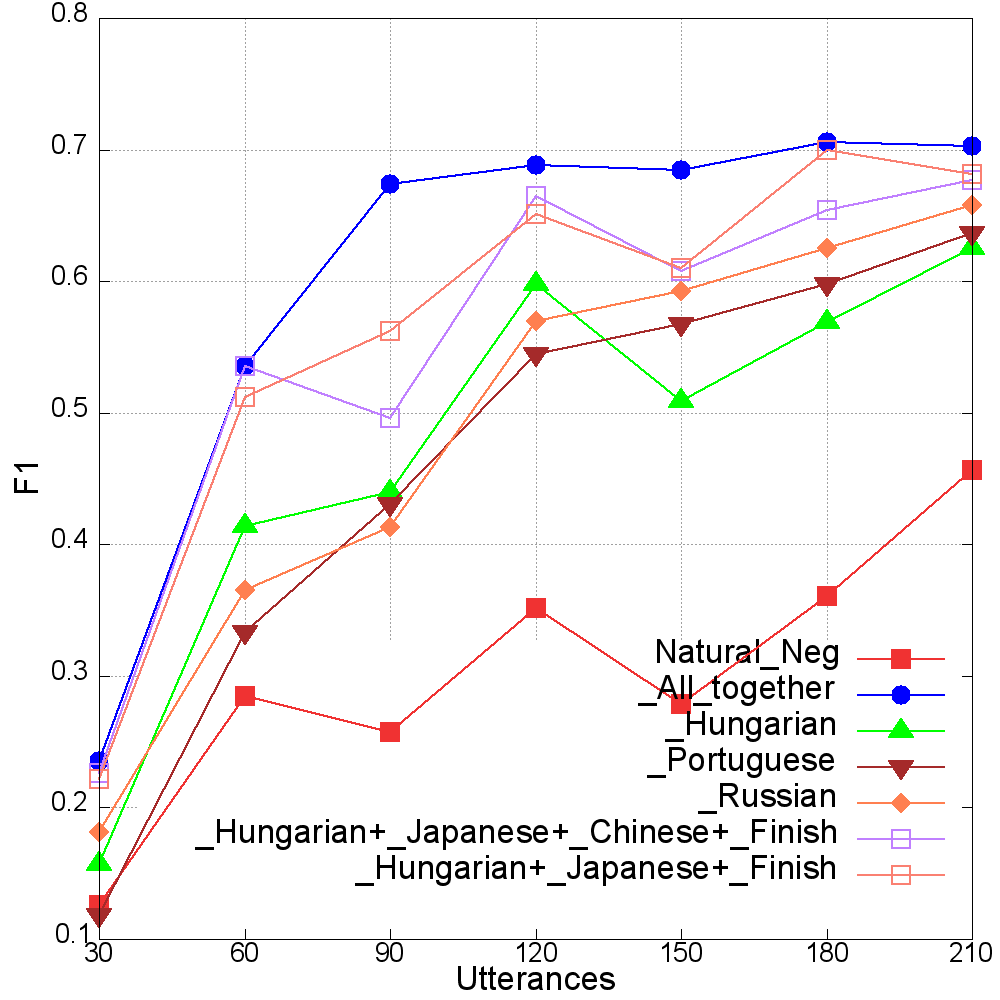 0.8
0.7
0.6
0.5
0.4
0.3
0.2
0.1
F1
30 60 90 120 150 180 210
Utterances
Natural_Neg
_All_together
_Hungarian
_Portuguese
_Russian
_Hungarian+_Japanese+_Chinese+_Finish
_Hungarian+_Japanese+_Finish